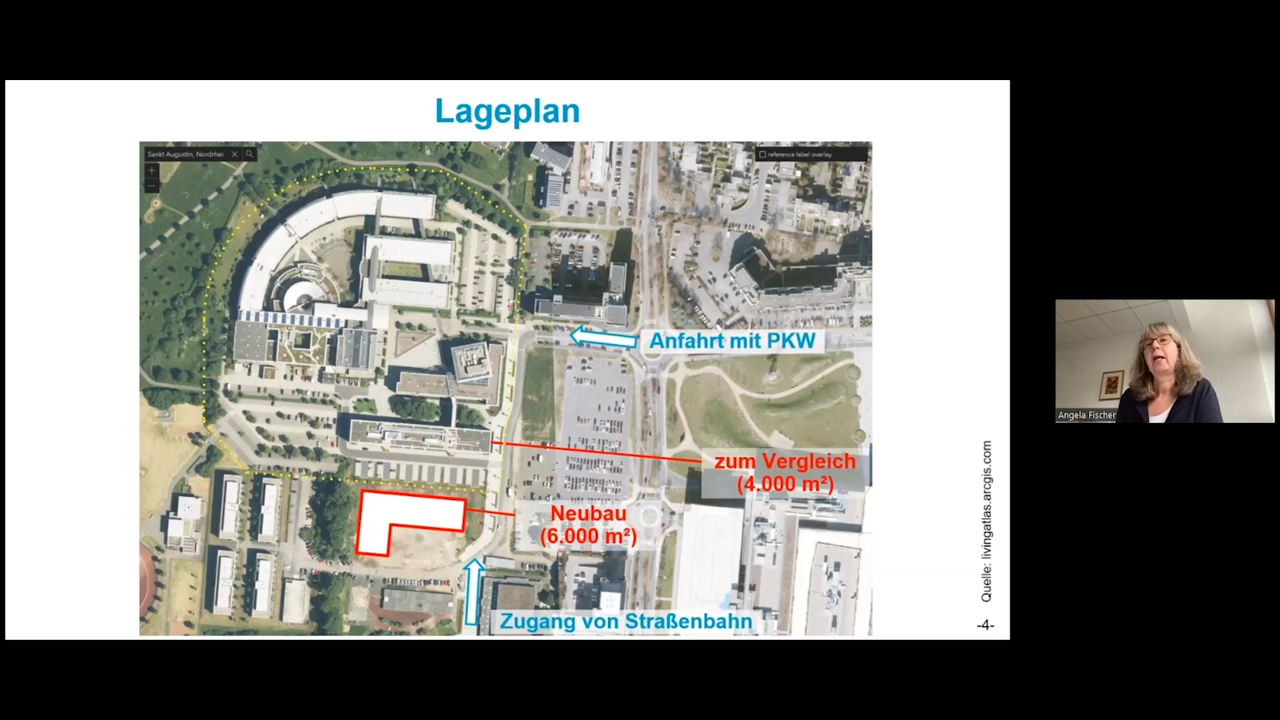 Lageplan
Sankt Augustin, Nordrhei
reference label overlay
Anfahrt mit PKW
zum Vergleich
(4.000 m²)
Neubau
(6.000 m²)
Zugang von Straßenbahn
Quelle: livingatlas.arcgis.com
-4-
Angela Fischer